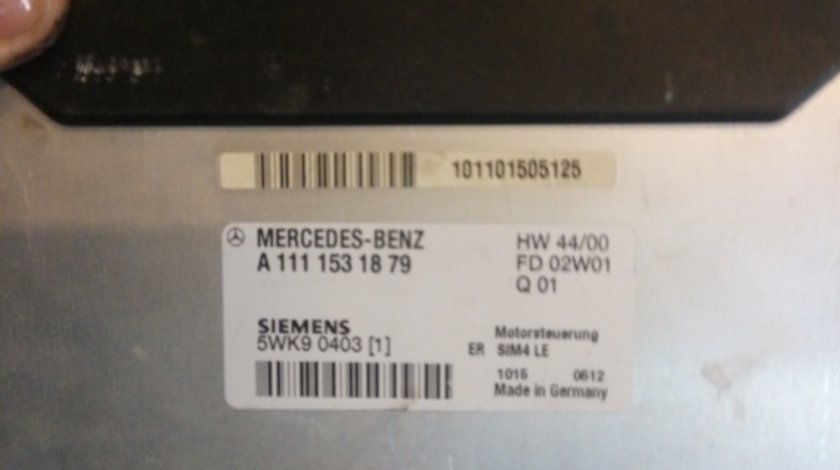 101101505125
MERCEDES-BENZ HW 44/00
A 111 153 18 79 FD 02W01
Q 01
SIEMENS Motorsteuerung
5WK9 0403 [1] ER SIM4 LE
1015 0612
Made in Germany